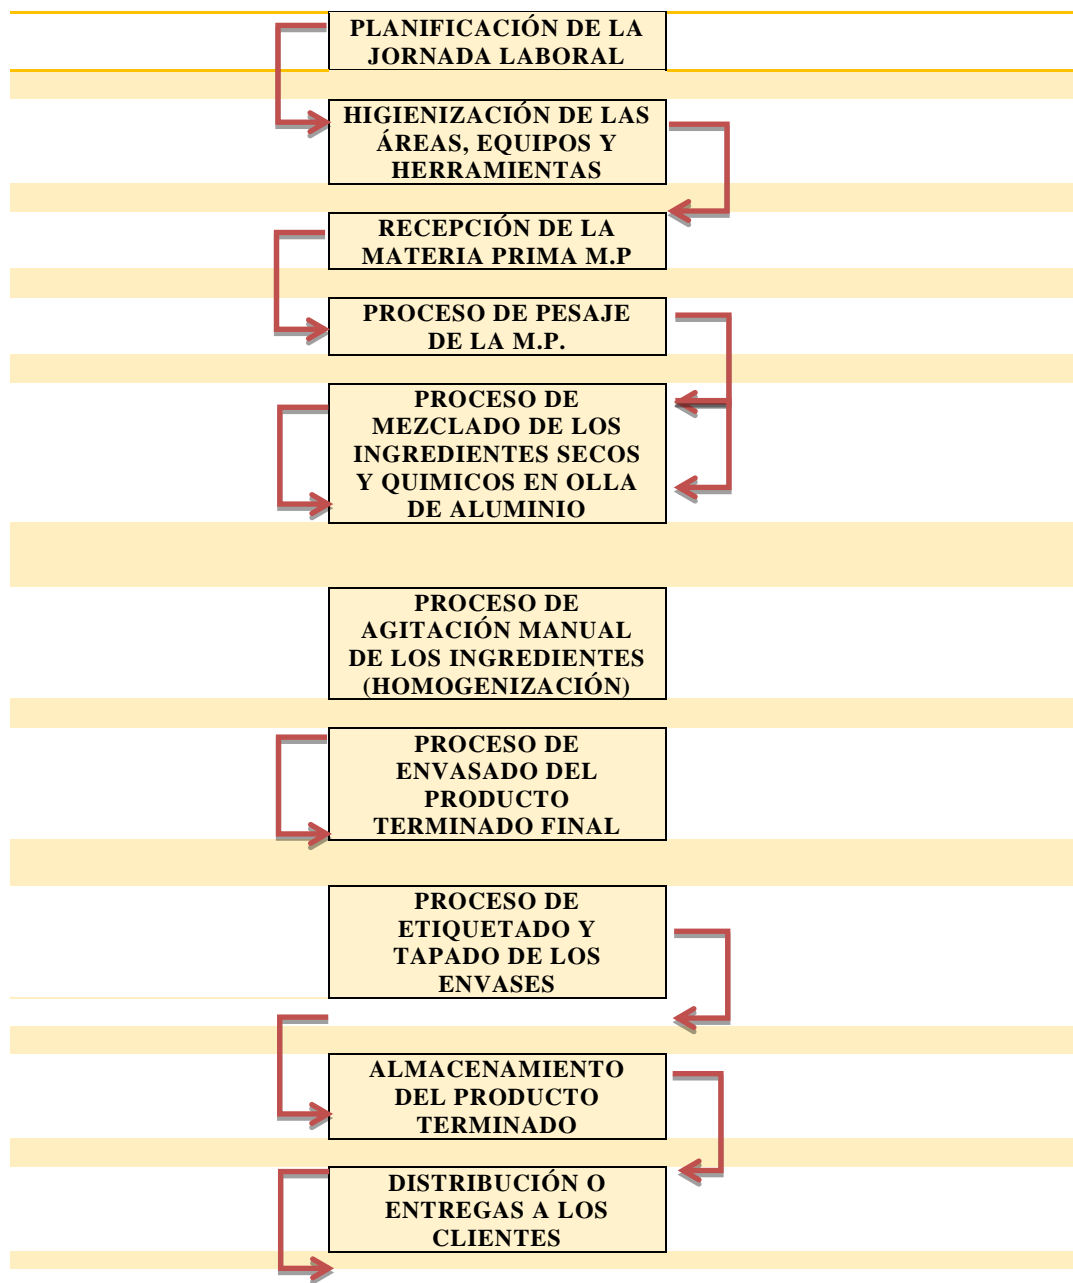 PLANIFICACIÓN DE LA
JORNADA LABORAL
HIGIENIZACIÓN DE LAS
ÁREAS, EQUIPOS Y
HERRAMIENTAS
RECEPCIÓN DE LA
MATERIA PRIMA M.P
PROCESO DE PESAJE
DE LA M.P.
PROCESO DE
MEZCLADO DE LOS
INGREDIENTES SECOS
Y QUIMICOS EN OLLA
DE ALUMINIO
PROCESO DE
AGITACIÓN MANUAL
DE LOS INGREDIENTES
(HOMOGENIZACIÓN)
PROCESO DE
ENVASADO DEL
PRODUCTO
TERMINADO FINAL
PROCESO DE
ETIQUETADO Y
TAPADO DE LOS
ENVASES
ALMACENAMIENTO
DEL PRODUCTO
TERMINADO
DISTRIBUCIÓN O
ENTREGAS A LOS
CLIENTES